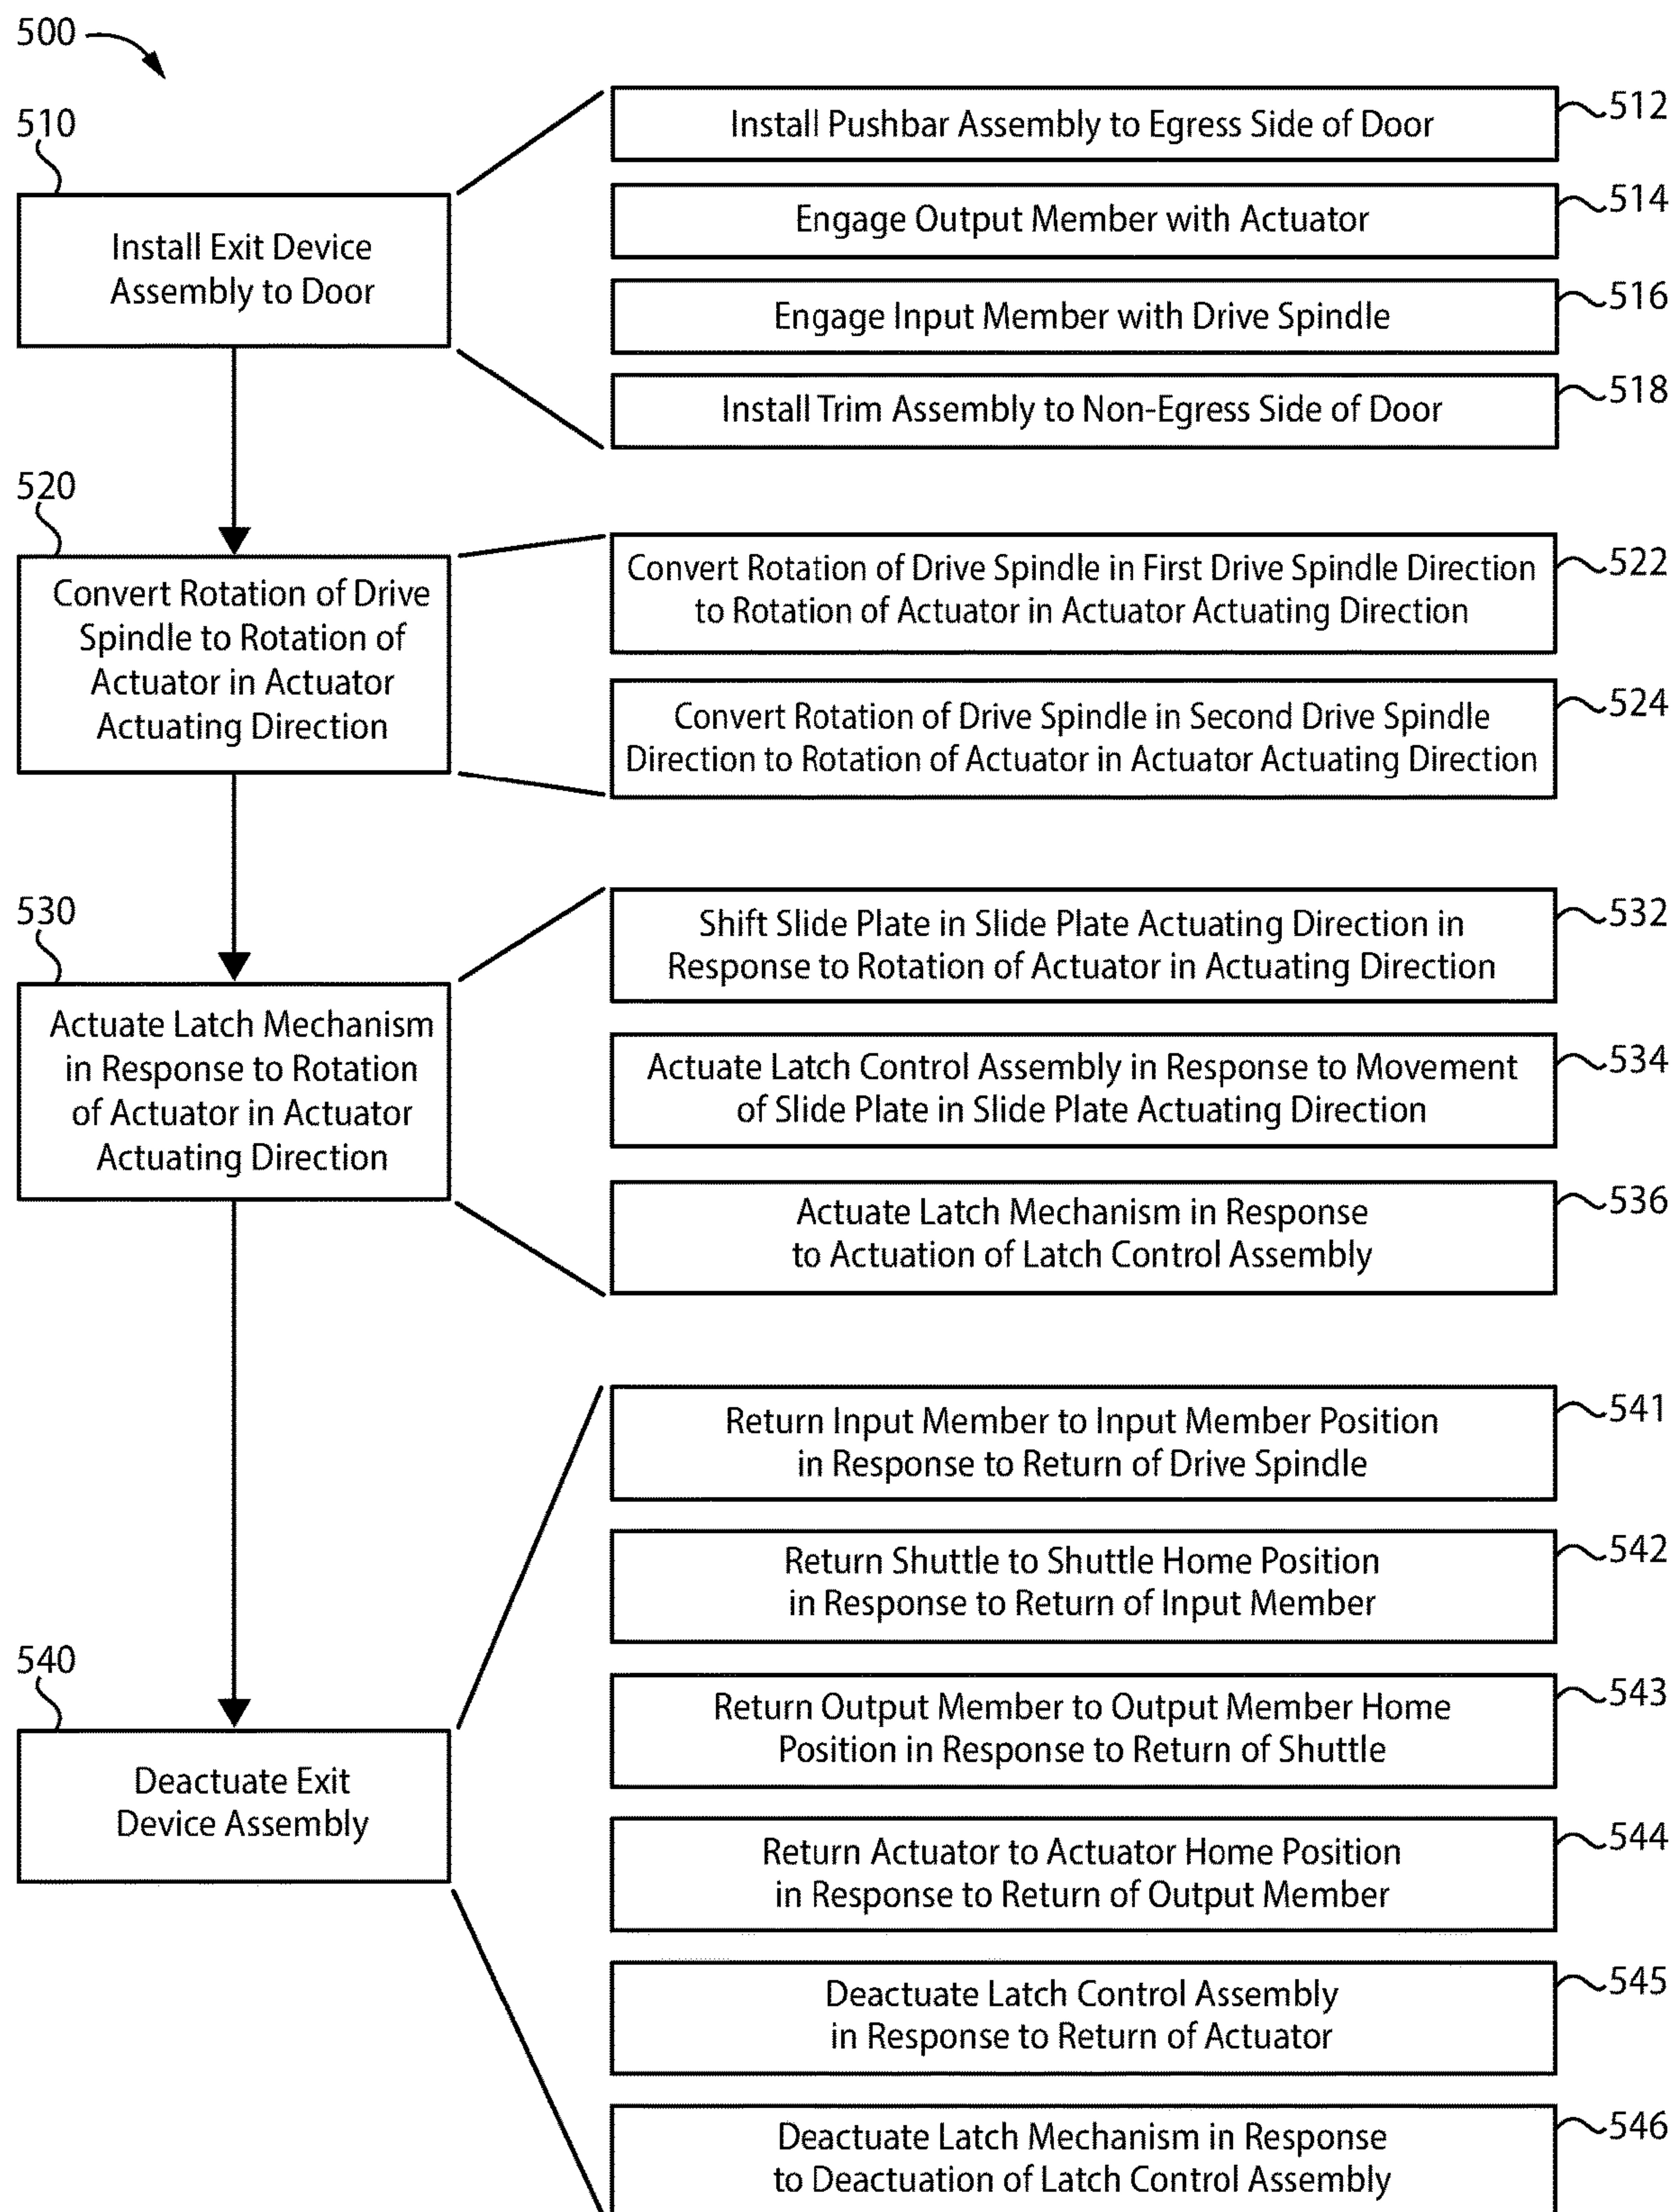 500
510
Install Exit Device
Assembly to Door
Install Pushbar Assembly to Egress Side of Door
512
Engage Output Member with Actuator
514
Engage Input Member with Drive Spindle
516
Install Trim Assembly to Non-Egress Side of Door
518
520
Convert Rotation of Drive
Spindle to Rotation of
Actuator in Actuator
Actuating Direction
Convert Rotation of Drive Spindle in First Drive Spindle Direction
to Rotation of Actuator in Actuator Actuating Direction
522
Convert Rotation of Drive Spindle in Second Drive Spindle
Direction to Rotation of Actuator in Actuator Actuating Direction
524
530
Actuate Latch Mechanism
in Response to Rotation
of Actuator in Actuator
Actuating Direction
Shift Slide Plate in Slide Plate Actuating Direction in
Response to Rotation of Actuator in Actuating Direction
532
Actuate Latch Control Assembly in Response to Movement
of Slide Plate in Slide Plate Actuating Direction
534
Actuate Latch Mechanism in Response
to Actuation of Latch Control Assembly
536
540
Deactuate Exit
Device Assembly
Return Input Member to Input Member Position
in Response to Return of Drive Spindle
541
Return Shuttle to Shuttle Home Position
in Response to Return of Input Member
542
Return Output Member to Output Member Home
Position in Response to Return of Shuttle
543
Return Actuator to Actuator Home Position
in Response to Return of Output Member
544
Deactuate Latch Control Assembly
in Response to Return of Actuator
545
Deactuate Latch Mechanism in Response
to Deactuation of Latch Control Assembly
546